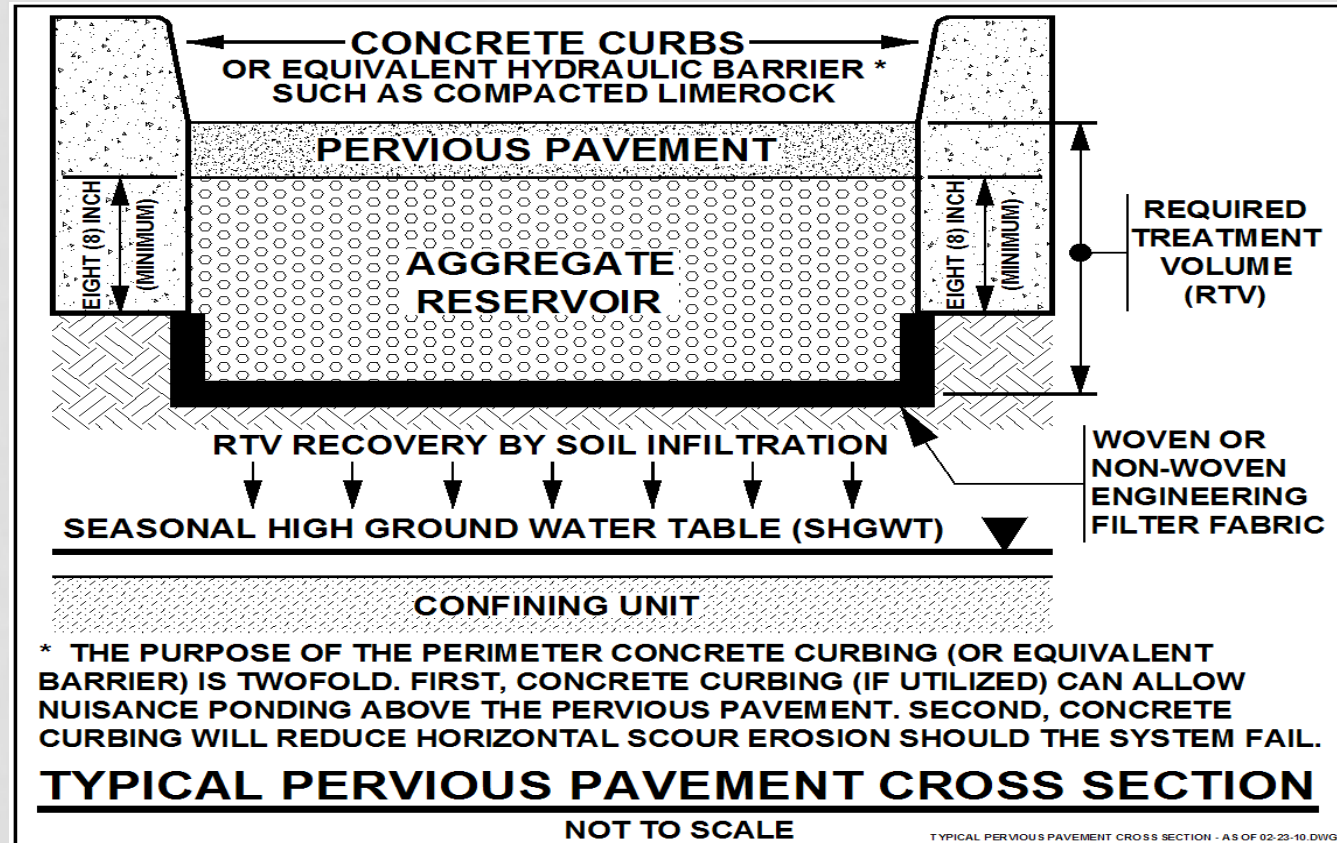 CONCRETE CURBS
OR EQUIVALENT HYDRAULIC BARRIER *
SUCH AS COMPACTED LIMEROCK
PERVIOUS PAVEMENT
EIGHT (8) INCH
(MINIMUM)
AGGREGATE
RESERVOIR
EIGHT (8) INCH
(MINIMUM)
REQUIRED
TREATMENT
VOLUME
(RTV)
RTV RECOVERY BY SOIL INFILTRATION
WOVEN OR
NON-WOVEN
ENGINEERING
FILTER FABRIC
SEASONAL HIGH GROUND WATER TABLE (SHGWT)
CONFINING UNIT
* THE PURPOSE OF THE PERIMETER CONCRETE CURBING (OR EQUIVALENT
BARRIER) IS TWOFOLD. FIRST, CONCRETE CURBING (IF UTILIZED) CAN ALLOW
NUISANCE PONDING ABOVE THE PERVIOUS PAVEMENT. SECOND, CONCRETE
CURBING WILL REDUCE HORIZONTAL SCOUR EROSION SHOULD THE SYSTEM FAIL.
TYPICAL PERVIOUS PAVEMENT CROSS SECTION
NOT TO SCALE
TYPICAL PERVIOUS PAVEMENT CROSS SECTION - AS OF 02-23-10.DWG